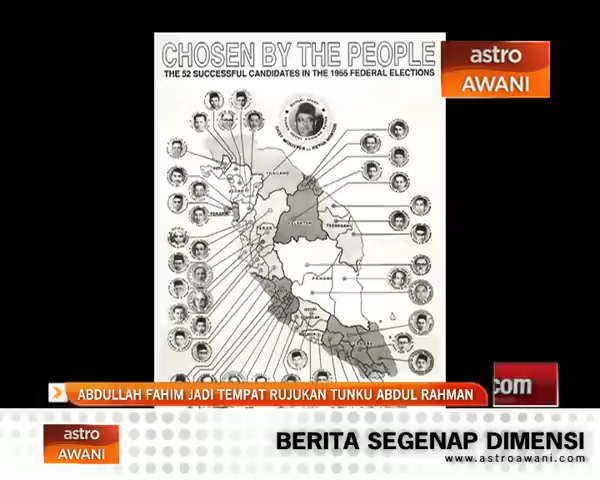 CHOSEN BY THE PEOPLE
THE 52 SUCCESSFUL CANDIDATES IN THE 1955 FEDERAL ELECTIONS
astro
AWANI
THAILAND
KEDAH
KELANTAN
PERAK
PAHANG
ABDULLAH FAHIM JADI TEMPAT RUJUKAN TUNKU ABDUL RAHMAN
com
astro
AWANI
BERITA SEGENAP DIMENSI
www.astroawani.com